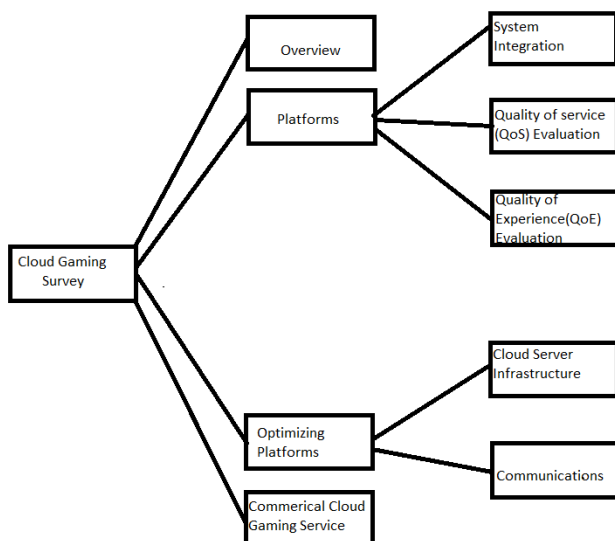 Cloud Gaming
Survey
Overview
Platforms
System
Integration
Quality of service
(QoS) Evaluation
Quality of
Experience(QoE)
Evaluation
Optimizing
Platforms
Cloud Server
Infrastructure
Communications
Commerical Cloud
Gaming Service